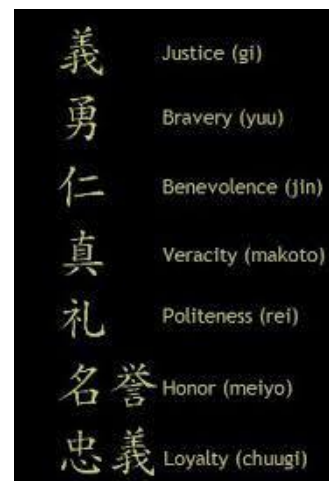 義 Justice (gi)
勇 Bravery (yuu)
仁 Benevolence (jin)
真 Veracity (makoto)
礼 Politeness (rei)
名誉 Honor (meiyo)
忠義 Loyalty (chuugi)